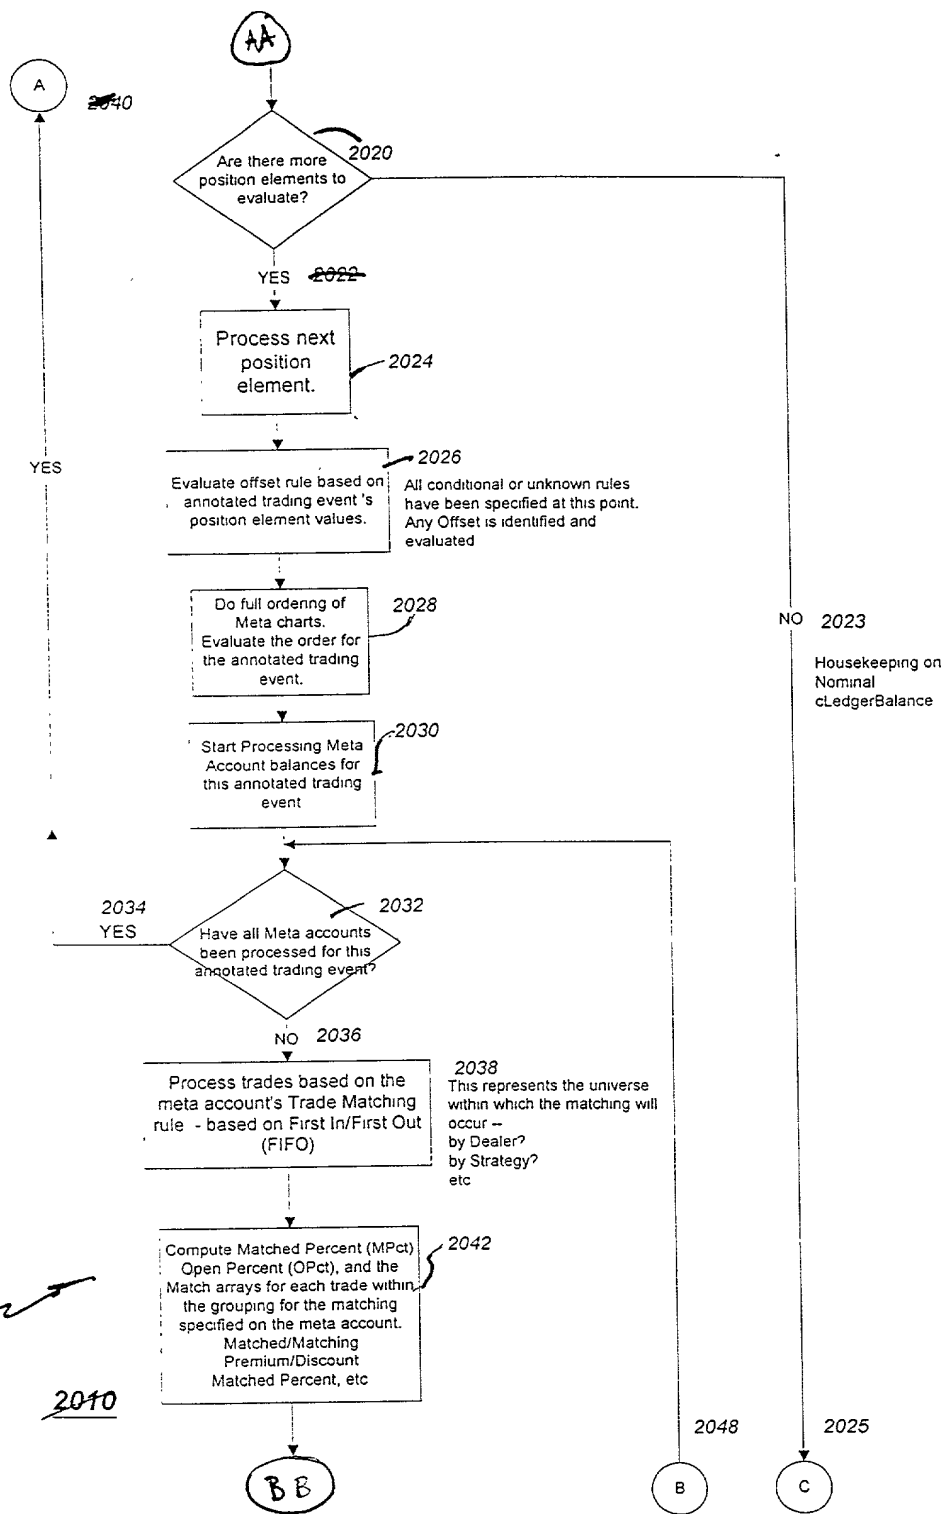 AA
A
2040
2020
Are there more
position elements to
evaluate?
YES
2022
Process next
position
element.
2024
YES
2026
Evaluate offset rule based on
annotated trading event 's
position element values.
All conditional or unknown rules
have been specified at this point.
Any Offset is identified and
evaluated
Do full ordering of
Meta charts.
Evaluate the order for
the annotated trading
event.
2028
NO
2023
Housekeeping on
Nominal
cLedgerBalance
2030
Start Processing Meta
Account balances for
this annotated trading
event
2034
YES
2032
Have all Meta accounts
been processed for this
annotated trading event?
NO
2036
Process trades based on the
meta account's Trade Matching
rule - based on First In/First Out
(FIFO)
2038
This represents the universe
within which the matching will
occur --
by Dealer?
by Strategy?
etc
2042
Compute Matched Percent (MPct)
Open Percent (OPct), and the
Match arrays for each trade within
the grouping for the matching
specified on the meta account.
Matched/Matching
Premium/Discount
Matched Percent, etc
2010
2048
2025
BB
B
C